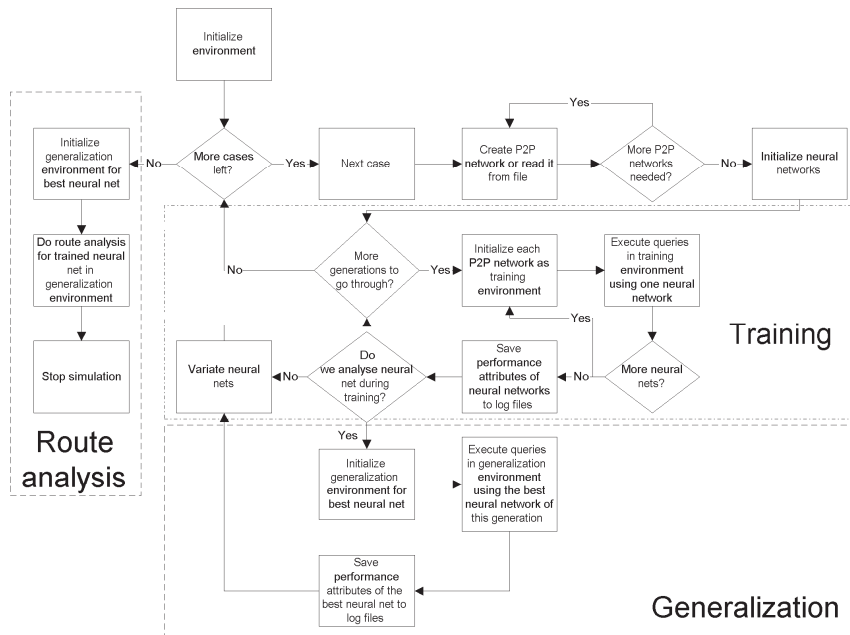 Initialize
environment
Initialize
generalization
environment for
best neural net
No
More cases
left?
Yes
Next case
Create P2P
network or read it
from file
Yes
More P2P
networks
needed?
No
Initialize neural
networks
Do route analysis
for trained neural
net in
generalization
environment
Stop simulation
Route
analysis
No
More
generations to
go through?
Yes
Initialize each
P2P network as
training
environment
Execute queries
in training
environment
using one neural
network
Yes
Training
Variate neural
nets
No
Do
we analyse neural
net during
training?
Save
performance
attributes of
neural networks
to log files
No
More neural
nets?
Yes
Initialize
generalization
environment for
best neural net
Execute queries
in generalization
environment
using the best
neural network of
this generation
Save
performance
attributes of the
best neural net to
log files
Generalization